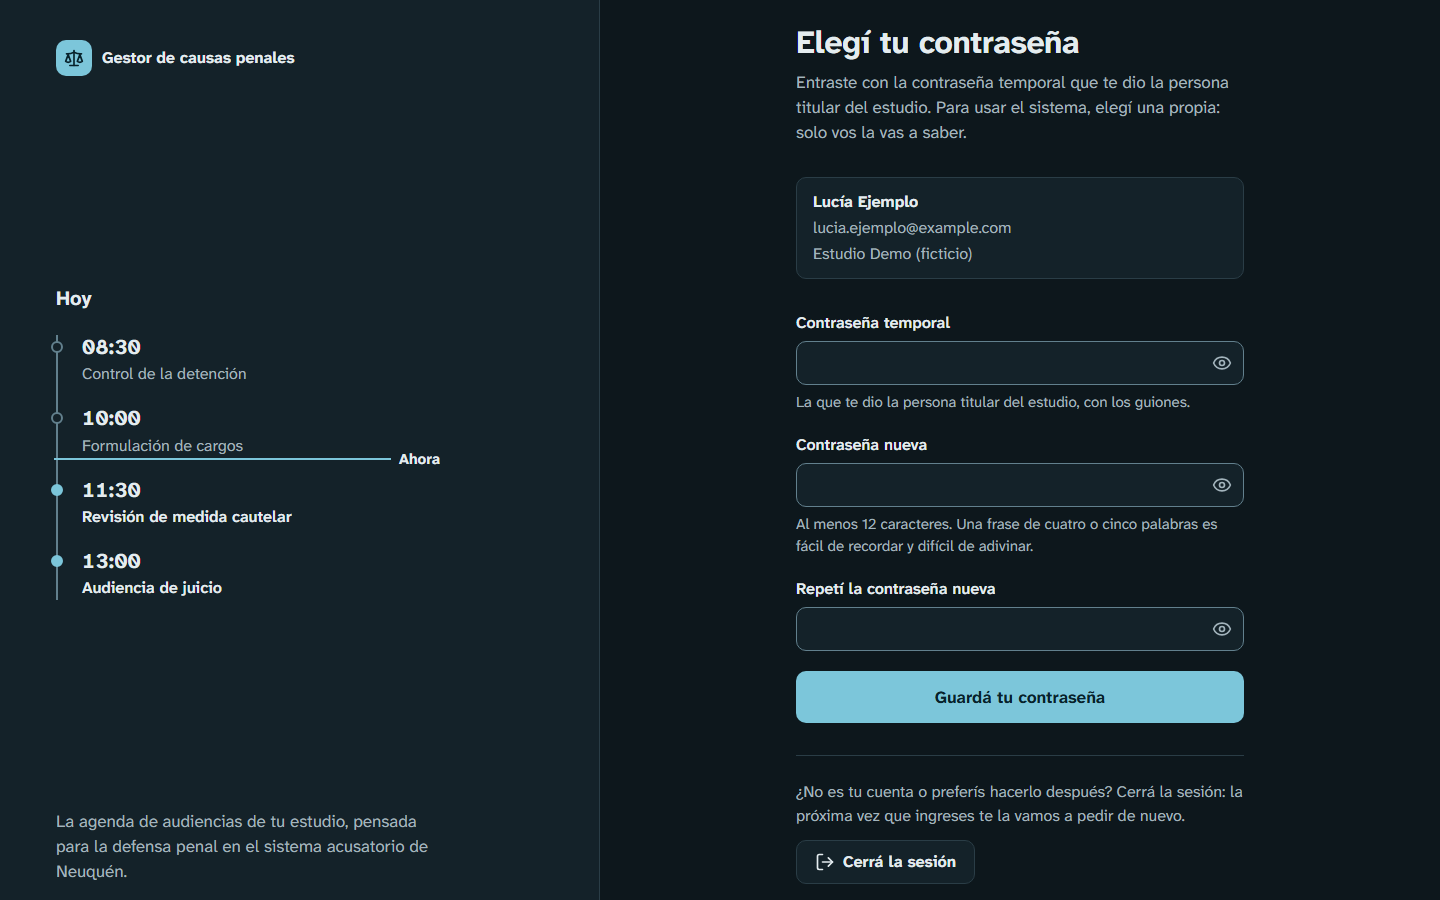 Gestor de causas penales
Hoy
08:30
Control de la detención
10:00
Formulación de cargos
Ahora
11:30
Revisión de medida cautelar
13:00
Audiencia de juicio
La agenda de audiencias de tu estudio, pensada
para la defensa penal en el sistema acusatorio de
Neuquén.
Elegí tu contraseña
Entraste con la contraseña temporal que te dio la persona
titular del estudio. Para usar el sistema, elegí una propia:
solo vos la vas a saber.
Lucía Ejemplo
lucia.ejemplo@example.com
Estudio Demo (ficticio)
Contraseña temporal
La que te dio la persona titular del estudio, con los guiones.
Contraseña nueva
Al menos 12 caracteres. Una frase de cuatro o cinco palabras es
fácil de recordar y difícil de adivinar.
Repetí la contraseña nueva
Guardá tu contraseña
¿No es tu cuenta o preferís hacerlo después? Cerrá la sesión: la
próxima vez que ingreses te la vamos a pedir de nuevo.
Cerrá la sesión